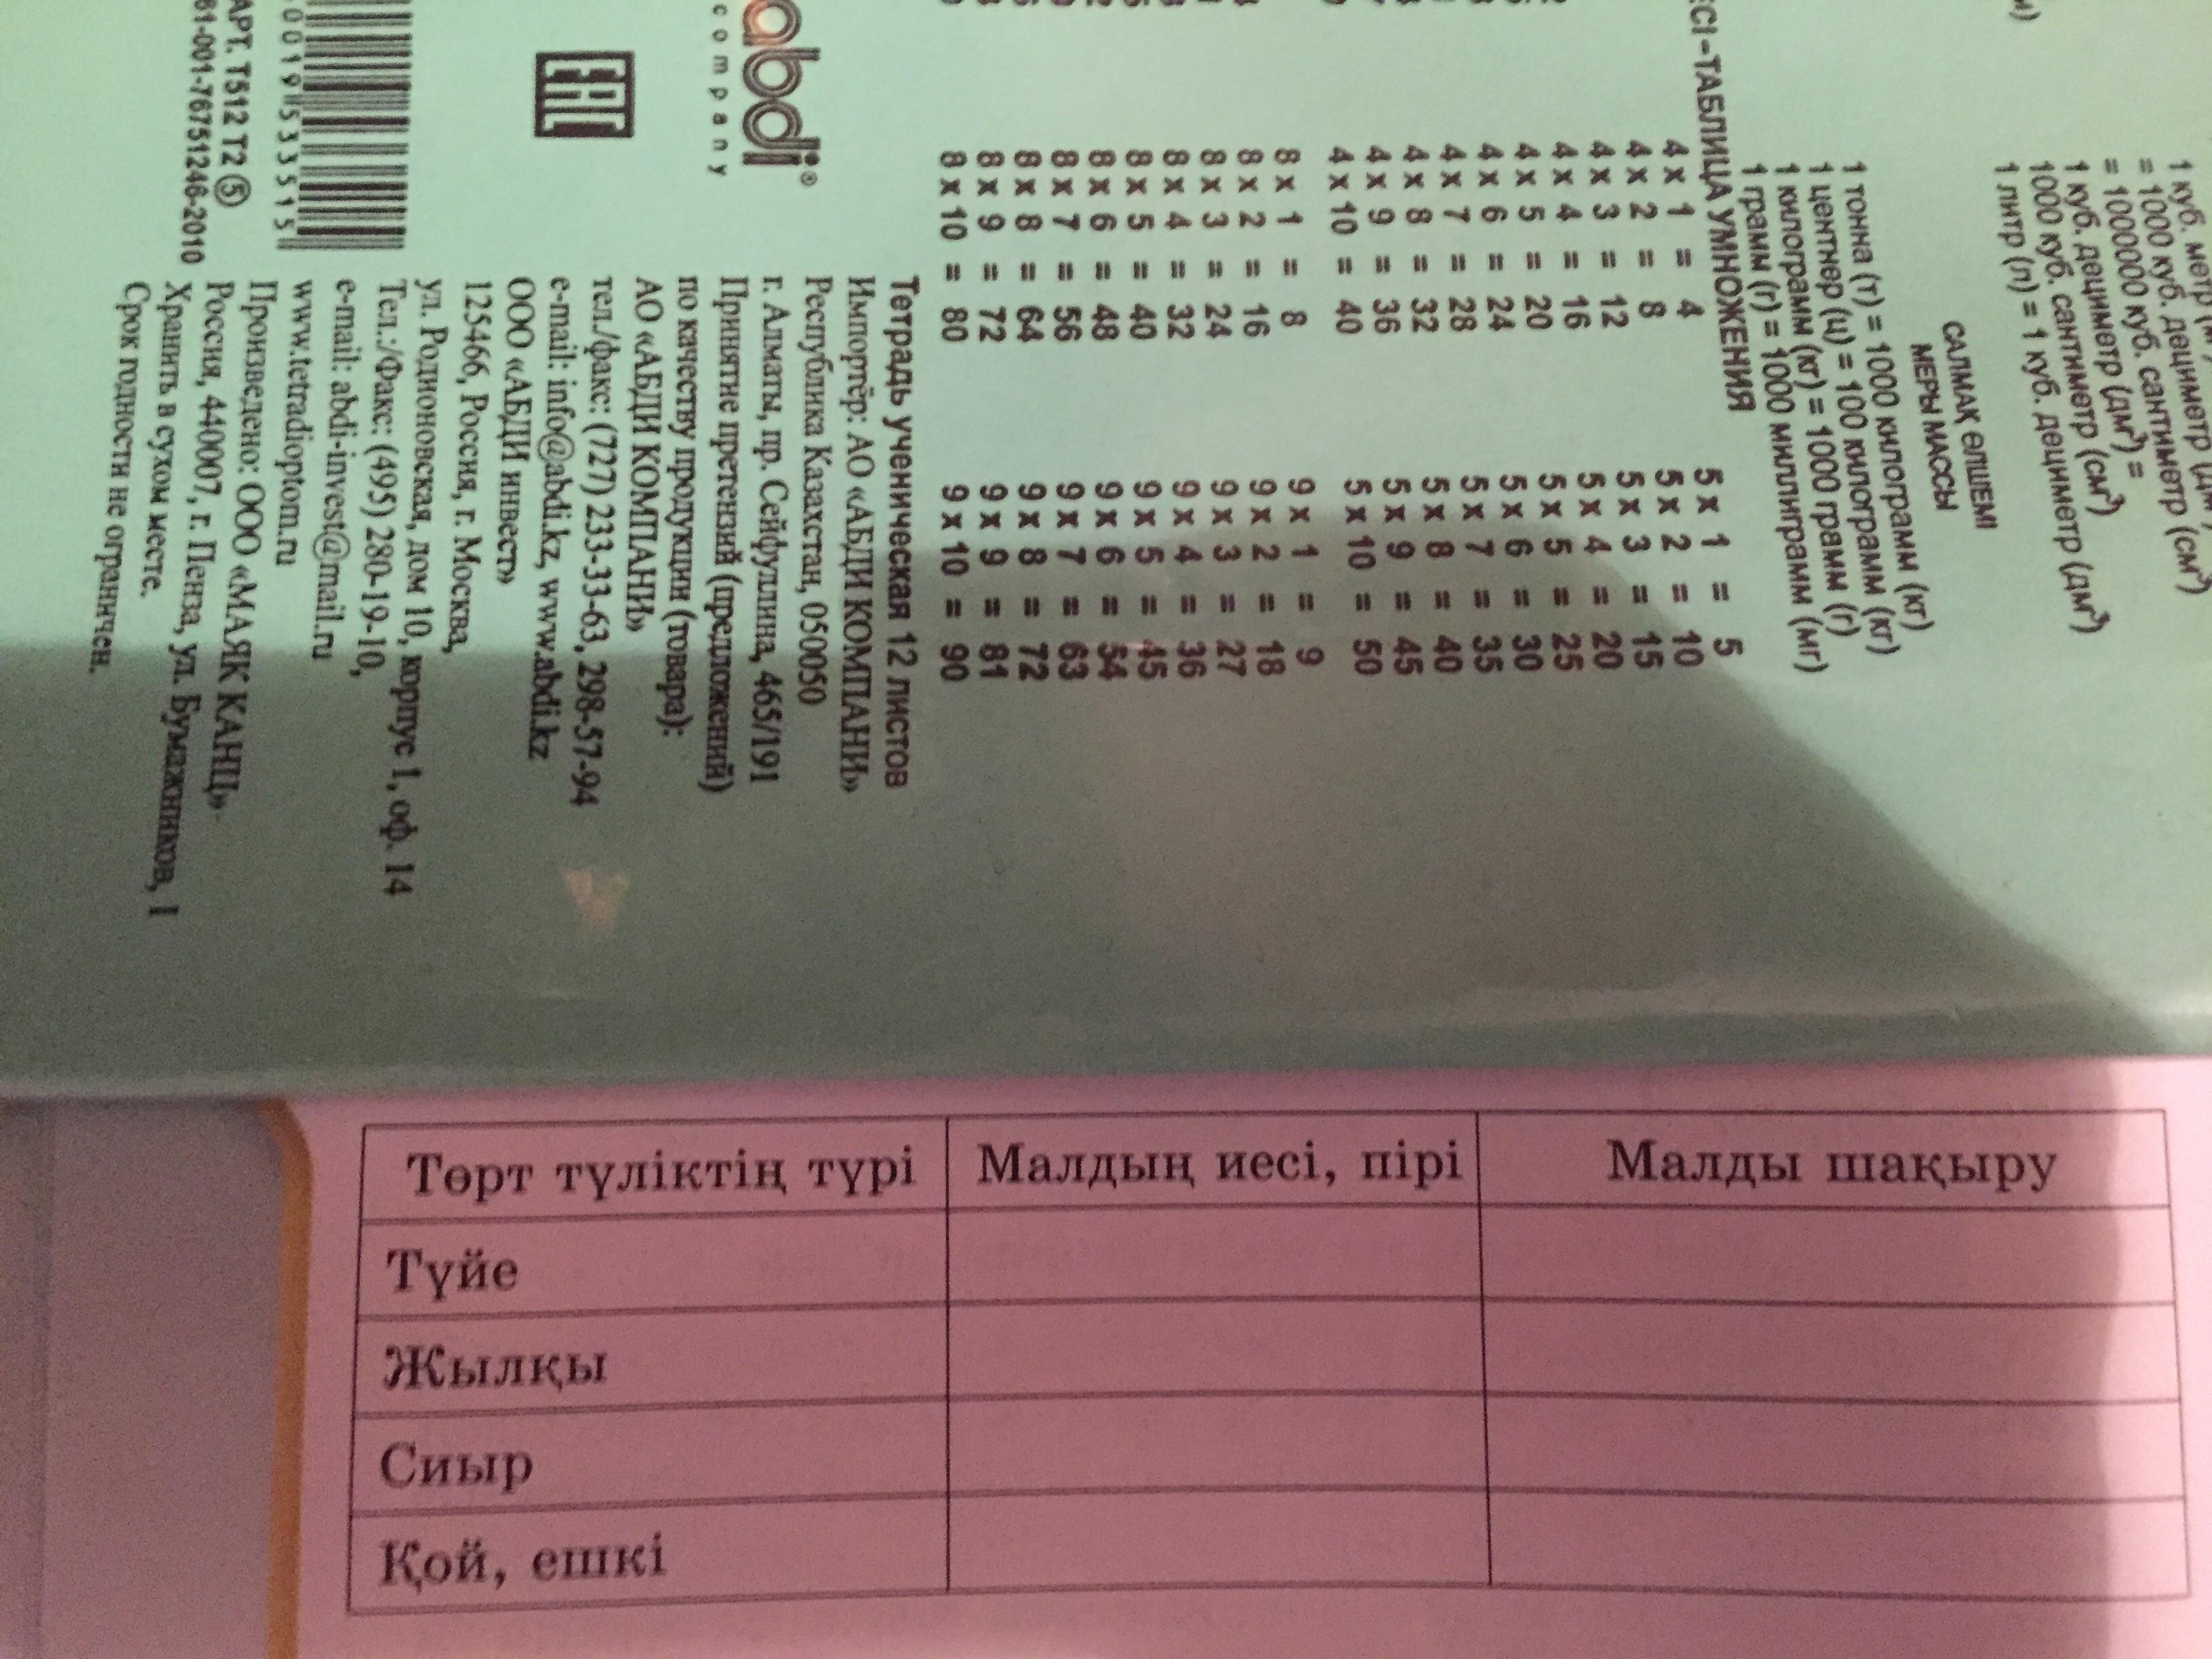 1 куб. метр
= 1000 куб. дециметр
= 1000000 куб. сантиметр (см³)
1 куб. дециметр (дм³) =
1000 куб. сантиметр (см³)
1 литр (л) = 1 куб. дециметр (дм³)
САЛМАҚ ӨЛШЕМІ
МЕРЫ МАССЫ
1 тонна (т) = 1000 килограмм (кг)
1 центнер (ц) = 100 килограмм (кг)
1 килограмм (кг) = 1000 грамм (г)
1 грамм (г) = 1000 миллиграмм (мг)
ЕСІ-ТАБЛИЦА УМНОЖЕНИЯ
4 x 1 = 4
4 x 2 = 8
4 x 3 = 12
4 x 4 = 16
4 x 5 = 20
4 x 6 = 24
4 x 7 = 28
4 x 8 = 32
4 x 9 = 36
4 x 10 = 40
5 x 1 = 5
5 x 2 = 10
5 x 3 = 15
5 x 4 = 20
5 x 5 = 25
5 x 6 = 30
5 x 7 = 35
5 x 8 = 40
5 x 9 = 45
5 x 10 = 50
8 x 1 = 8
8 x 2 = 16
8 x 3 = 24
8 x 4 = 32
8 x 5 = 40
8 x 6 = 48
8 x 7 = 56
8 x 8 = 64
8 x 9 = 72
8 x 10 = 80
9 x 1 = 9
9 x 2 = 18
9 x 3 = 27
9 x 4 = 36
9 x 5 = 45
9 x 6 = 54
9 x 7 = 63
9 x 8 = 72
9 x 9 = 81
9 x 10 = 90
abdi®
company
EAC
Тетрадь ученическая 12 листов
Импортёр: АО «АБДИ КОМПАНИ»
Республика Казахстан, 050050
г. Алматы, пр. Сейфуллина, 465/191
Принятие претензий (предложений)
по качеству продукции (товара):
АО «АБДИ КОМПАНИ»
тел./факс: (727) 233-33-63, 298-57-94
e-mail: info@abdi.kz, www.abdi.kz
ООО «АБДИ инвест»
125466, Россия, г. Москва,
ул. Родионовская, дом 10, корпус 1, оф. 14
Тел.:/Факс: (495) 280-19-10,
e-mail: abdi-invest@mail.ru
www.tetradioptom.ru
Произведено: ООО «МАЯК КАНЦ»
Россия, 440007, г. Пенза, ул. Бумажников, 1
Хранить в сухом месте.
Срок годности не ограничен.
0019533515
АРТ. Т512 Т2 ⑤
61-001-76751246-2010
Төрт түліктің түрі
Малдың иесі, пірі
Малды шақыру
Түйе
Жылқы
Сиыр
Қой, ешкі